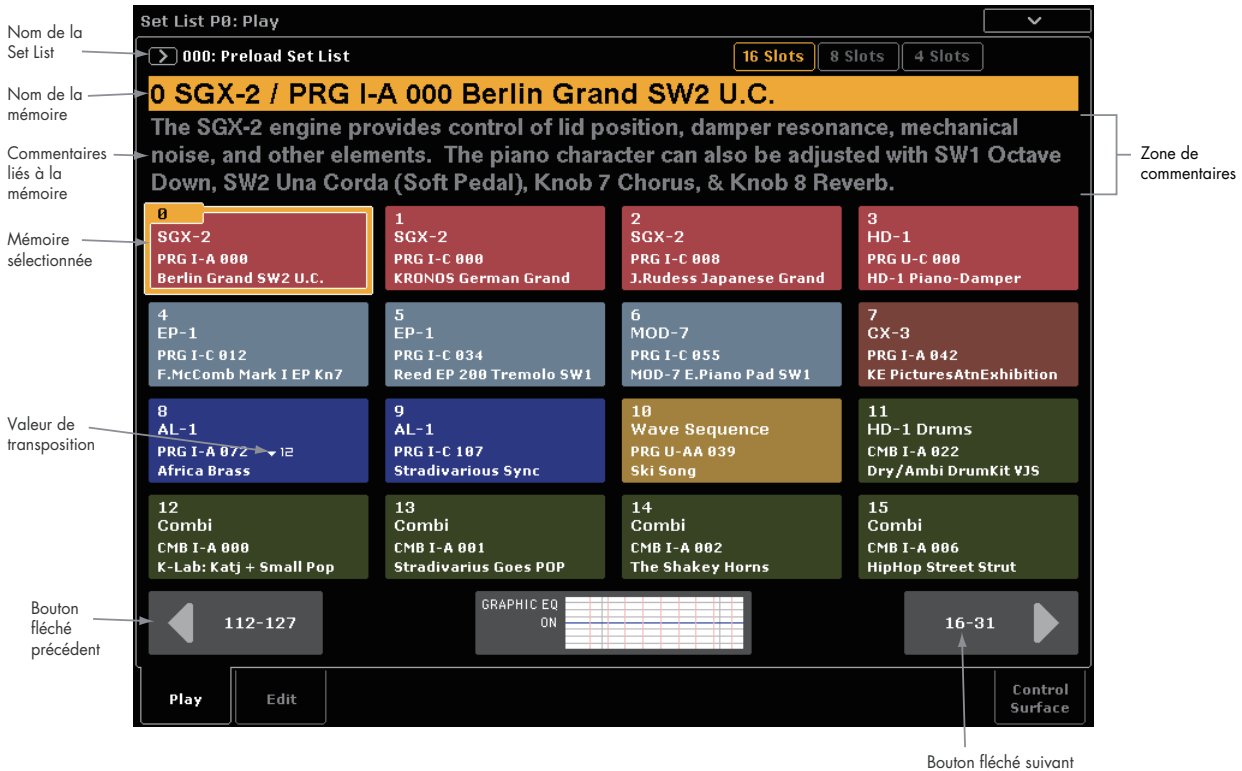 Set List P0: Play
Nom de la
Set List
000: Preload Set List
16 Slots
8 Slots
4 Slots
Nom de la
mémoire
0 SGX-2 / PRG I-A 000 Berlin Grand SW2 U.C.
Commentaires
liés à la
mémoire
The SGX-2 engine provides control of lid position, damper resonance, mechanical
noise, and other elements. The piano character can also be adjusted with SW1 Octave
Down, SW2 Una Corda (Soft Pedal), Knob 7 Chorus, & Knob 8 Reverb.
Zone de
commentaires
Mémoire
sélectionnée
0
SGX-2
PRG I-A 000
Berlin Grand SW2 U.C.
1
SGX-2
PRG I-C 000
KRONOS German Grand
2
SGX-2
PRG I-C 008
J.Rudess Japanese Grand
3
HD-1
PRG U-C 000
HD-1 Piano-Damper
4
EP-1
PRG I-C 012
F.McComb Mark I EP Kn7
5
EP-1
PRG I-C 034
Reed EP 200 Tremolo SW1
6
MOD-7
PRG I-C 055
MOD-7 E.Piano Pad SW1
7
CX-3
PRG I-A 042
KE PicturesAtnExhibition
Valeur de
transposition
8
AL-1
PRG I-A 072 12
Africa Brass
9
AL-1
PRG I-C 107
Stradivarious Sync
10
Wave Sequence
PRG U-AA 039
Ski Song
11
HD-1 Drums
CMB I-A 022
Dry/Ambi DrumKit VJS
12
Combi
CMB I-A 000
K-Lab: Katj + Small Pop
13
Combi
CMB I-A 001
Stradivarius Goes POP
14
Combi
CMB I-A 002
The Shakey Horns
15
Combi
CMB I-A 006
HipHop Street Strut
Bouton
fléché
précédent
112-127
GRAPHIC EQ
ON
16-31
Play
Edit
Control
Surface
Bouton fléché suivant